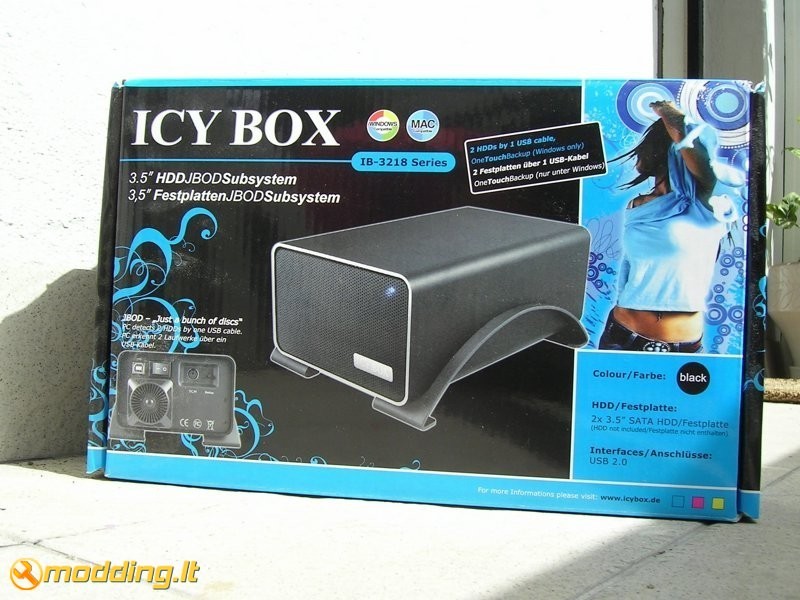 ICY BOX
WINDOWS
compatible
MAC
compatible
IB-3218 Series
3.5" HDDJBODSubsystem
3,5" FestplattenJBODSubsystem
2 HDDs by 1 USB cable,
OneTouchBackup (Windows only)
2 Festplatten über 1 USB-Kabel
OneTouchBackup (nur unter Windows)
JBOD - „Just a bunch of discs"
PC detects 2 HDDs by one USB cable.
PC erkennt 2 Laufwerke über ein
USB-Kabel.
CE FC
Colour/Farbe: black
HDD/Festplatte:
2x 3.5" SATA HDD/Festplatte
(HDD not included/Festplatte nicht enthalten)
Interfaces/Anschlüsse:
USB 2.0
For more Informations please visit: www.icybox.de
modding.lt